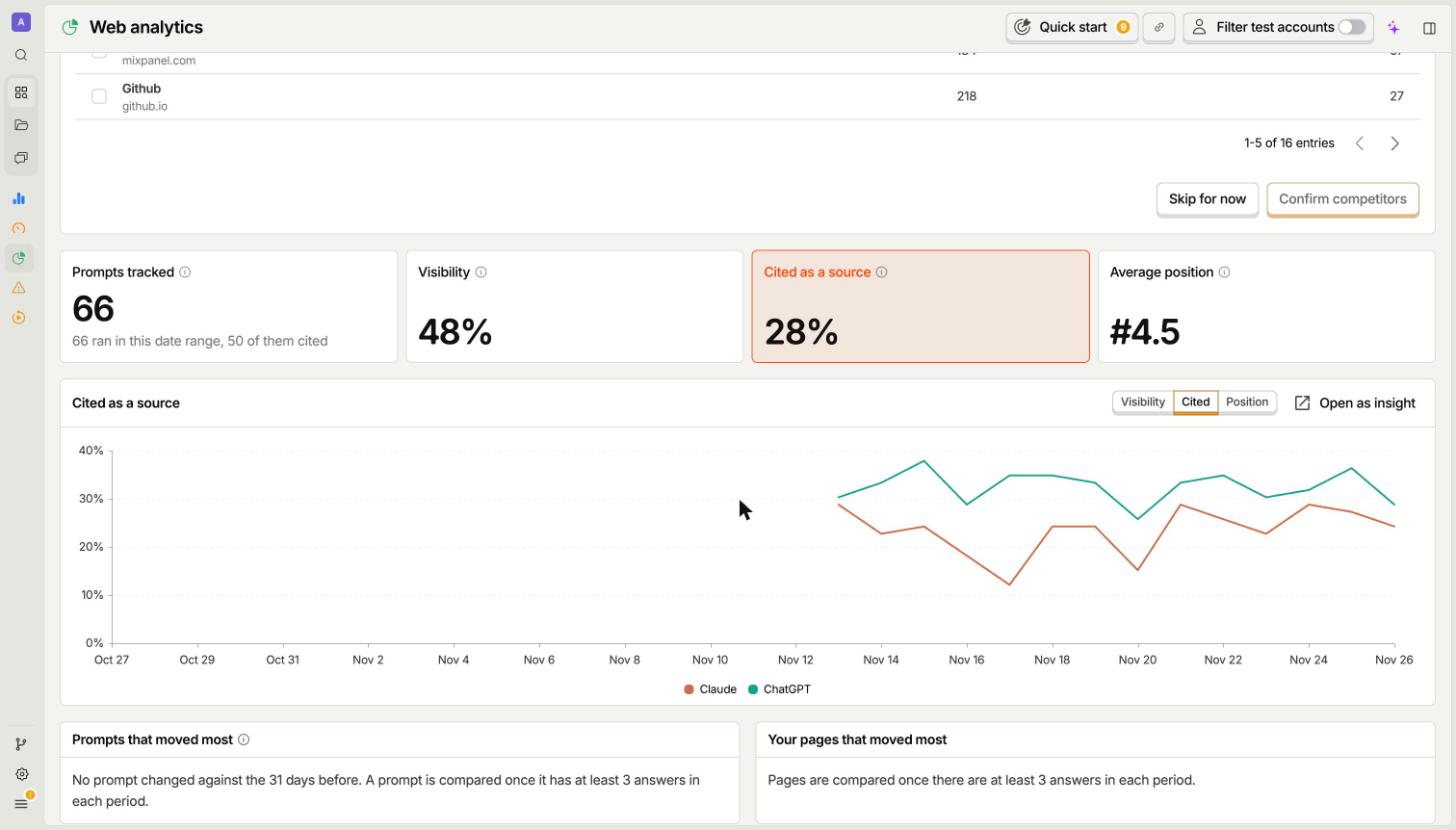 A
Web analytics
Quick start 9
Filter test accounts
mixpanel.com
Github
github.io
218
27
1-5 of 16 entries
Skip for now
Confirm competitors
Prompts tracked
66
66 ran in this date range, 50 of them cited
Visibility
48%
Cited as a source
28%
Average position
#4.5
Cited as a source
Visibility
Cited
Position
Open as insight
40%
30%
20%
10%
0%
Oct 27
Oct 29
Oct 31
Nov 2
Nov 4
Nov 6
Nov 8
Nov 10
Nov 12
Nov 14
Nov 16
Nov 18
Nov 20
Nov 22
Nov 24
Nov 26
Claude
ChatGPT
Prompts that moved most
No prompt changed against the 31 days before. A prompt is compared once it has at least 3 answers in
each period.
Your pages that moved most
Pages are compared once there are at least 3 answers in each period.